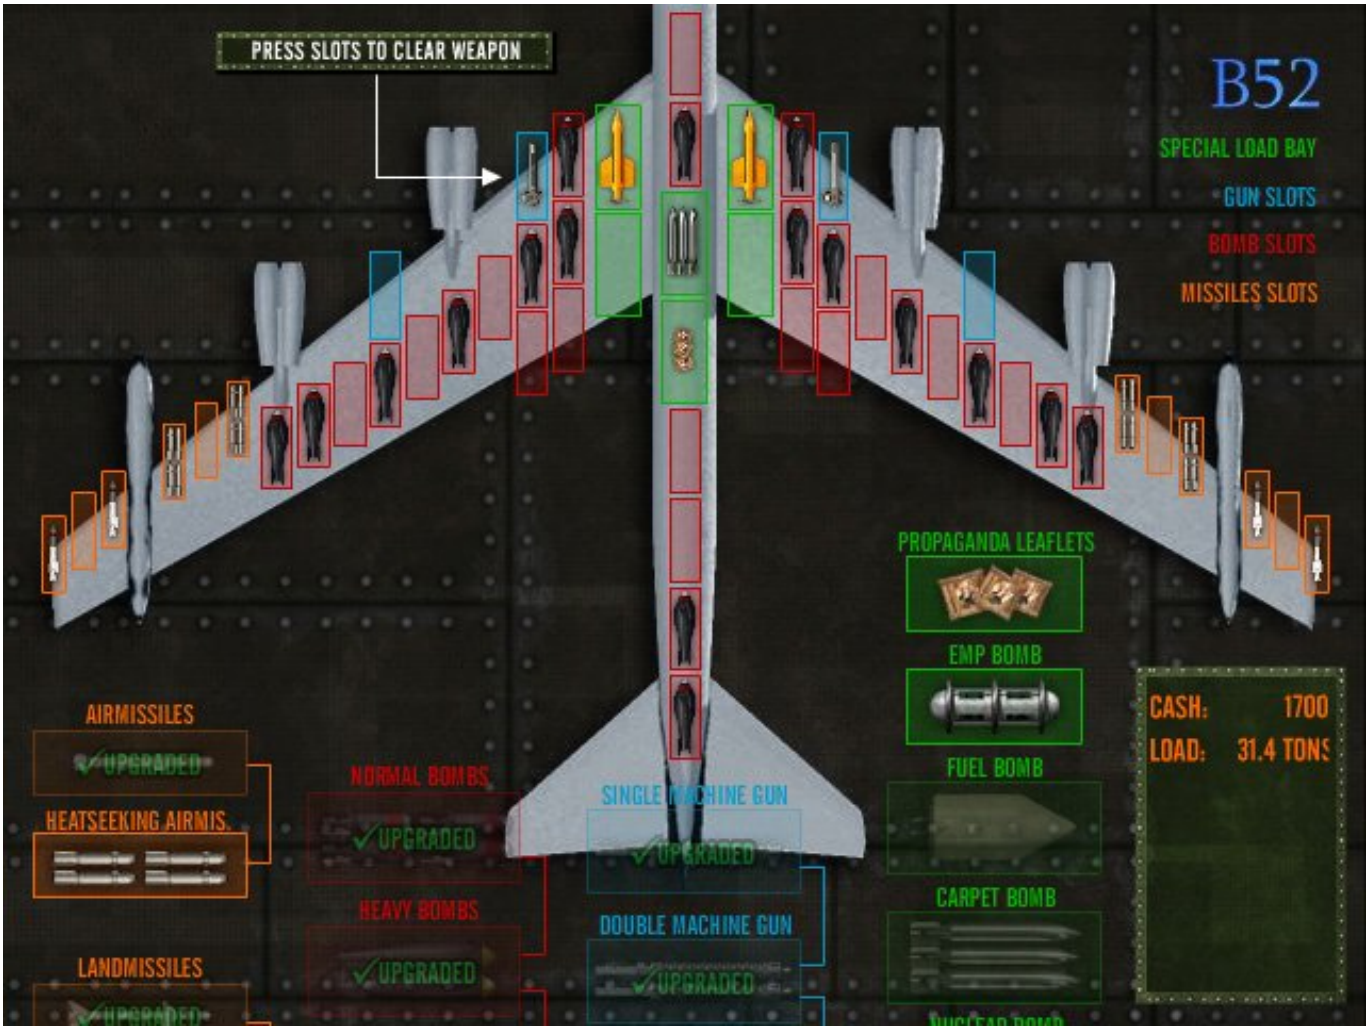 PRESS SLOTS TO CLEAR WEAPON
B52
SPECIAL LOAD BAY
GUN SLOTS
BOMB SLOTS
MISSILES SLOTS
PROPAGANDA LEAFLETS
EMP BOMB
FUEL BOMB
CARPET BOMB
NUCLEAR BOMB
CASH: 1700
LOAD: 31.4 TONS
AIRMISSILES
UPGRADED
HEATSEEKING AIRMIS.
LANDMISSILES
UPGRADED
NORMAL BOMBS
UPGRADED
HEAVY BOMBS
UPGRADED
SINGLE MACHINE GUN
UPGRADED
DOUBLE MACHINE GUN
UPGRADED